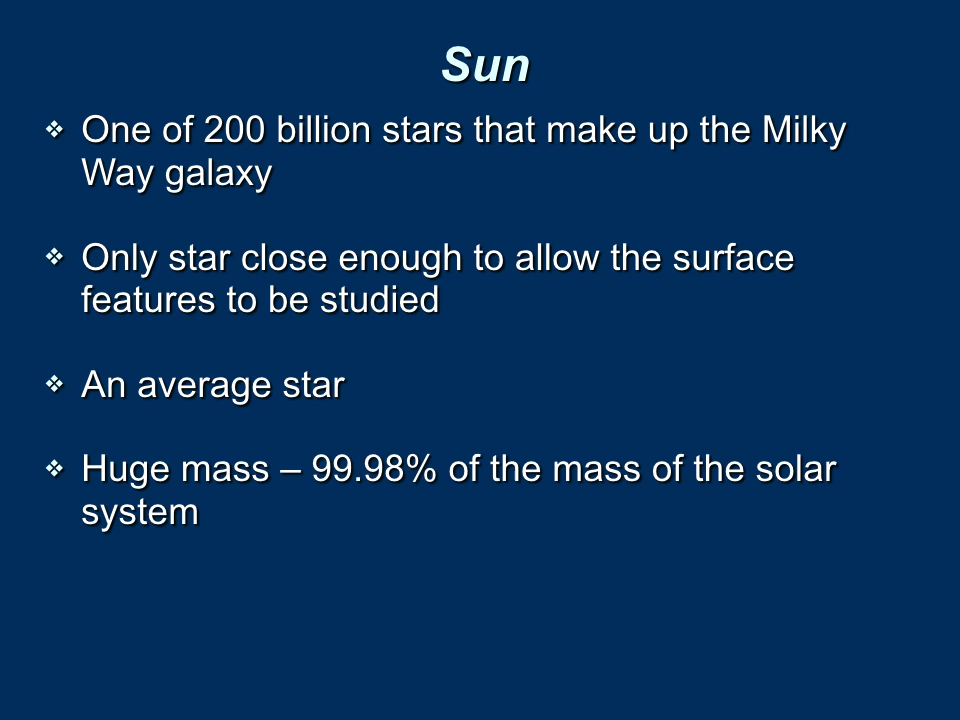 Sun
❖ One of 200 billion stars that make up the Milky
Way galaxy
❖ Only star close enough to allow the surface
features to be studied
❖ An average star
❖ Huge mass – 99.98% of the mass of the solar
system